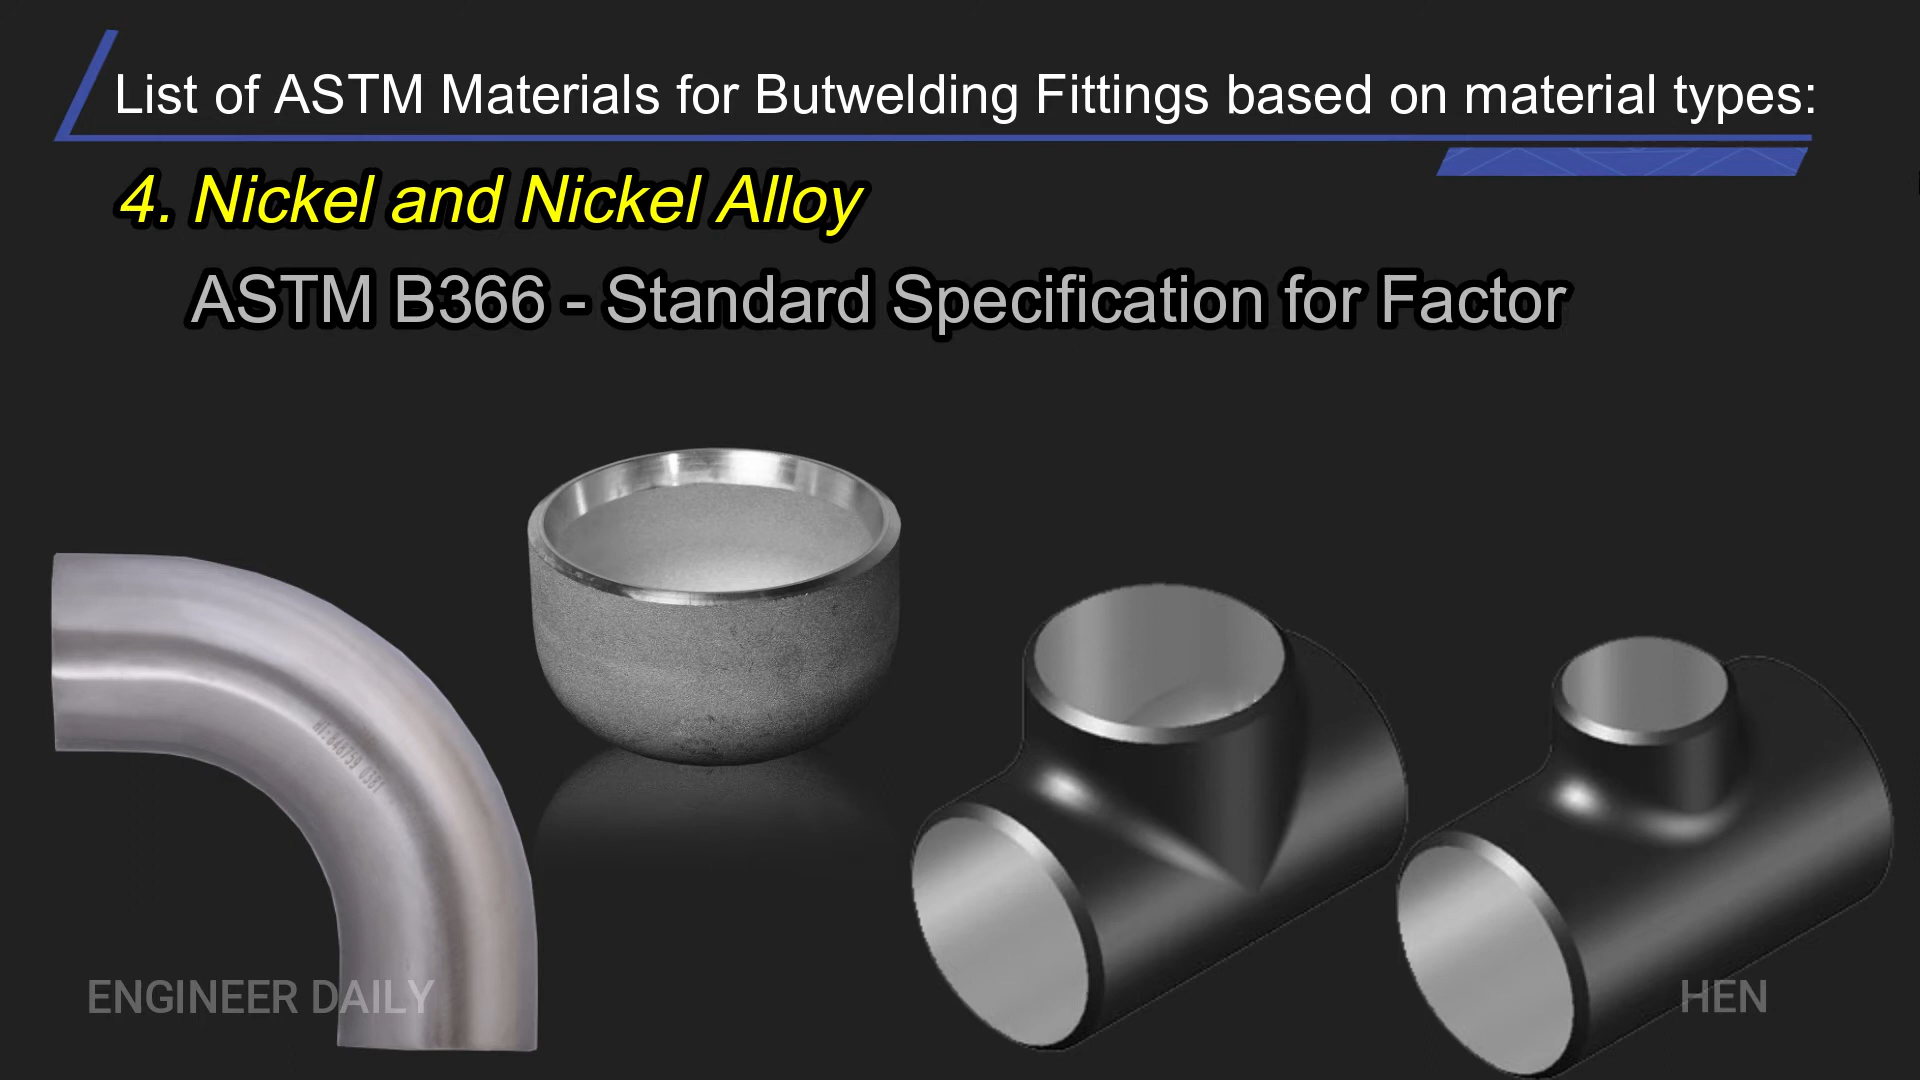 List of ASTM Materials for Butwelding Fittings based on material types:
4. Nickel and Nickel Alloy
ASTM B366 - Standard Specification for Factor
ENGINEER DAILY
HEN